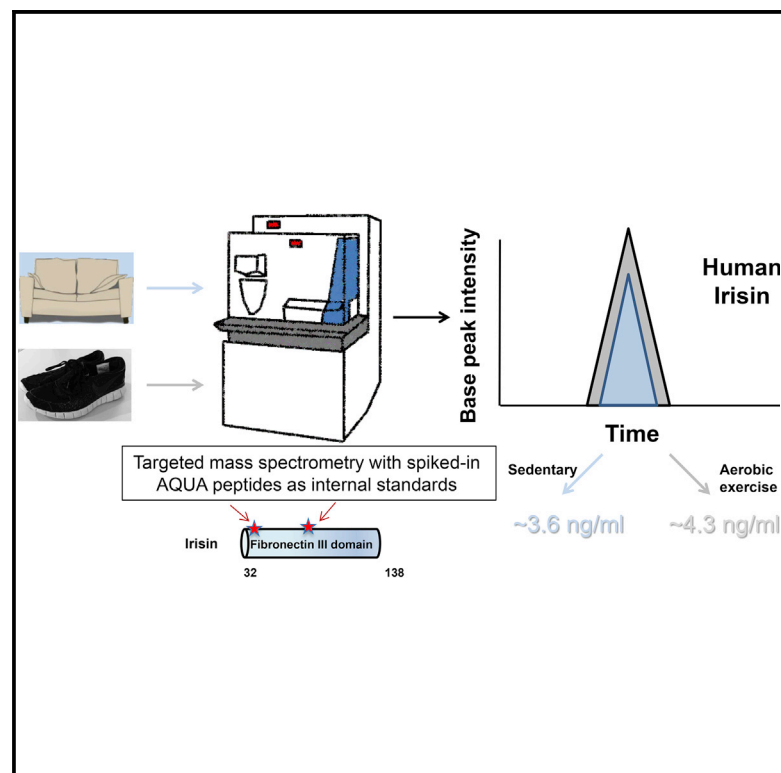 Base peak intensity
Human
Irisin
Time
Targeted mass spectrometry with spiked-in
AQUA peptides as internal standards
Sedentary
Aerobic
exercise
~3.6 ng/ml
~4.3 ng/ml
Irisin
Fibronectin III domain
32
138